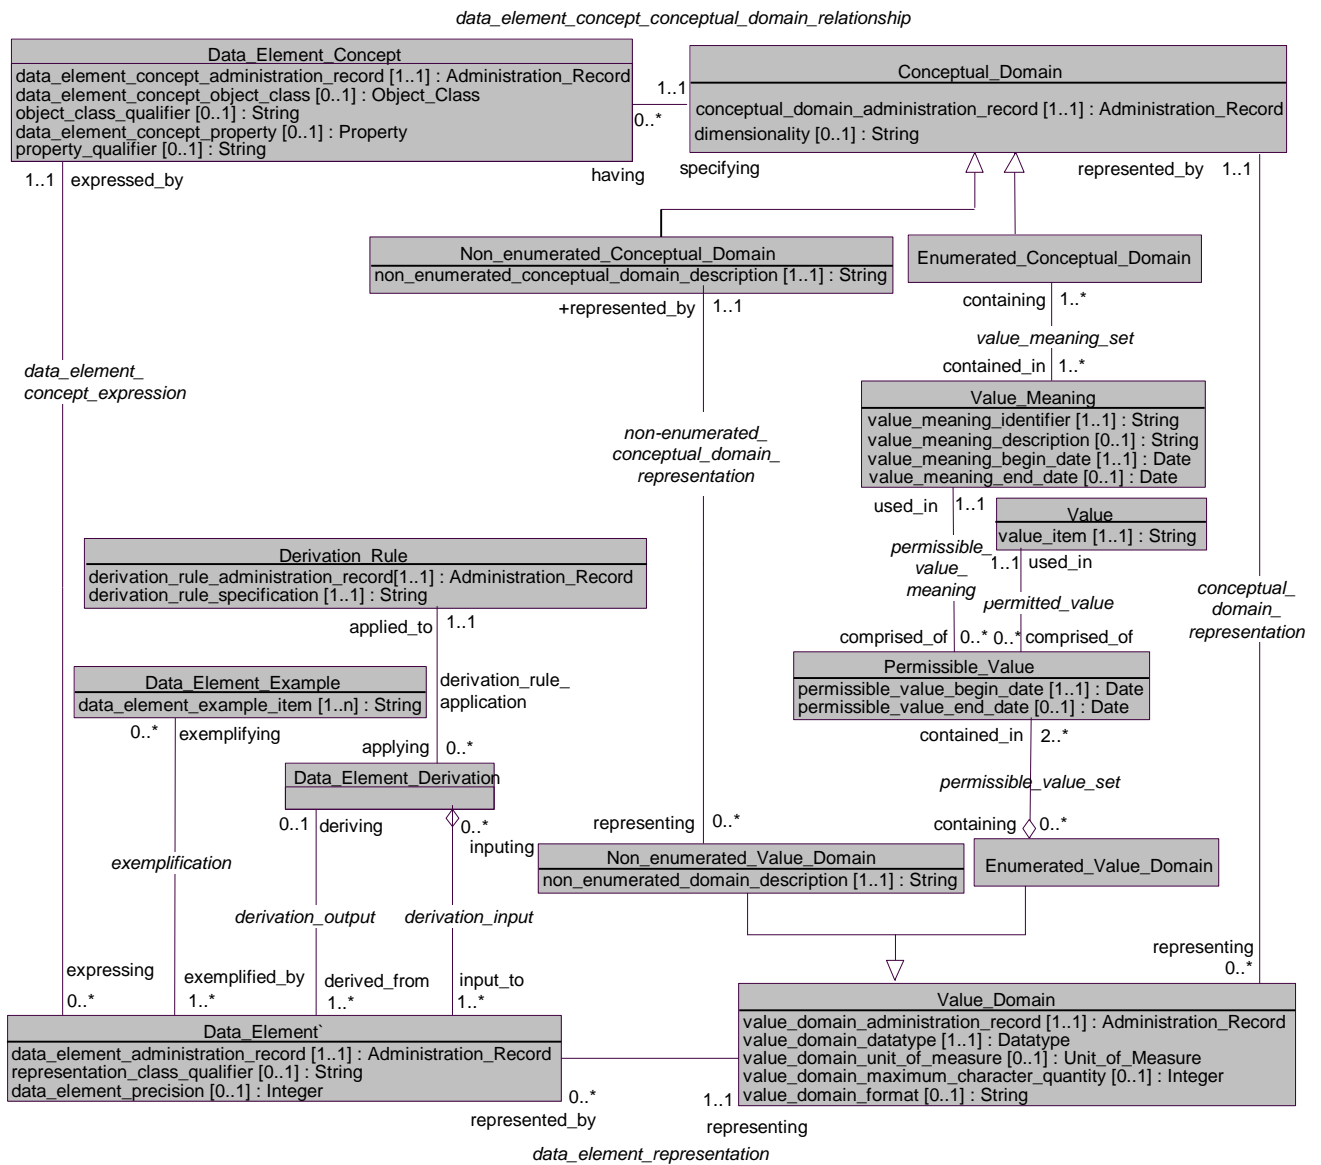 data_element_concept_conceptual_domain_relationship
Data_Element_Concept
data_element_concept_administration_record [1..1] : Administration_Record
data_element_concept_object_class [0..1] : Object_Class
object_class_qualifier [0..1] : String
data_element_concept_property [0..1] : Property
property_qualifier [0..1] : String
1..1
0..*
Conceptual_Domain
conceptual_domain_administration_record [1..1] : Administration_Record
dimensionality [0..1] : String
1..1 expressed_by
having
specifying
represented_by 1..1
Non_enumerated_Conceptual_Domain
non_enumerated_conceptual_domain_description [1..1] : String
Enumerated_Conceptual_Domain
+represented_by 1..1
containing 1..*
value_meaning_set
contained_in 1..*
data_element_
concept_expression
Value_Meaning
value_meaning_identifier [1..1] : String
value_meaning_description [0..1] : String
value_meaning_begin_date [1..1] : Date
value_meaning_end_date [0..1] : Date
non-enumerated_
conceptual_domain_
representation
used_in 1..1
Value
value_item [1..1] : String
permissible_
value_
meaning
1..1 used_in
permitted_value
conceptual_
domain_
representation
Derivation_Rule
derivation_rule_administration_record[1..1] : Administration_Record
derivation_rule_specification [1..1] : String
applied_to 1..1
comprised_of 0..* 0..* comprised_of
Permissible_Value
permissible_value_begin_date [1..1] : Date
permissible_value_end_date [0..1] : Date
Data_Element_Example
data_element_example_item [1..n] : String
derivation_rule_
application
0..* exemplifying
applying 0..*
contained_in 2..*
Data_Element_Derivation
permissible_value_set
0..1 deriving
0..*
inputing
representing 0..*
containing 0..*
Non_enumerated_Value_Domain
non_enumerated_domain_description [1..1] : String
Enumerated_Value_Domain
exemplification
derivation_output
derivation_input
representing
0..*
expressing
0..*
exemplified_by
1..*
derived_from
1..*
input_to
1..*
Data_Element`
data_element_administration_record [1..1] : Administration_Record
representation_class_qualifier [0..1] : String
data_element_precision [0..1] : Integer
Value_Domain
value_domain_administration_record [1..1] : Administration_Record
value_domain_datatype [1..1] : Datatype
value_domain_unit_of_measure [0..1] : Unit_of_Measure
value_domain_maximum_character_quantity [0..1] : Integer
value_domain_format [0..1] : String
0..*
represented_by
1..1
representing
data_element_representation